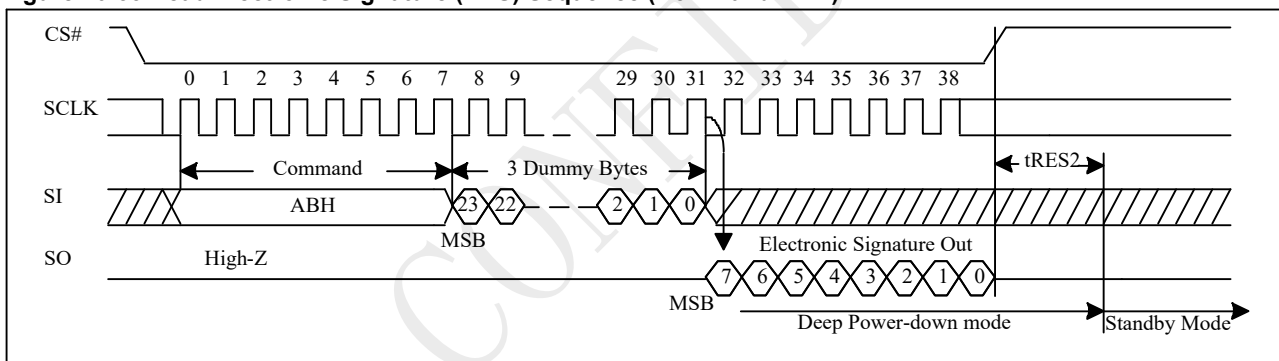 CS#
0 1 2 3 4 5 6 7 8 9 29 30 31 32 33 34 35 36 37 38
SCLK
Command 3 Dummy Bytes tRES2
SI
ABH 23 22 2 1 0
MSB
SO High-Z Electronic Signature Out
7 6 5 4 3 2 1 0
MSB
Deep Power-down mode Standby Mode